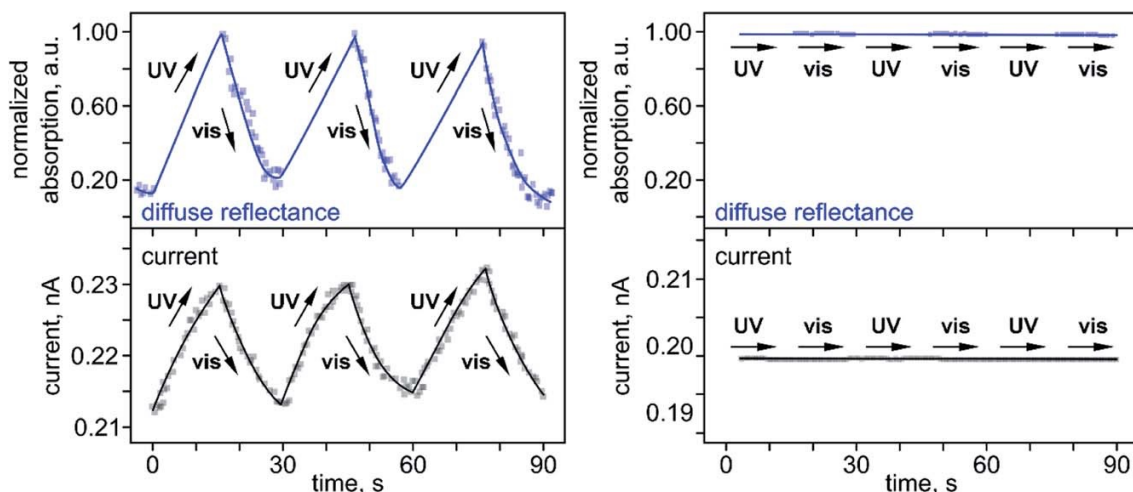 normalized
absorption, a.u.
1.00
0.60
0.20
UV
vis
UV
vis
UV
vis
diffuse reflectance
current, nA
0.23
0.22
0.21
current
UV
vis
UV
vis
UV
vis
0 30 60 90
time, s
normalized
absorption, a.u.
1.00
0.60
0.20
UV vis UV vis UV vis
diffuse reflectance
current, nA
0.21
0.20
0.19
current
UV vis UV vis UV vis
0 30 60 90
time, s